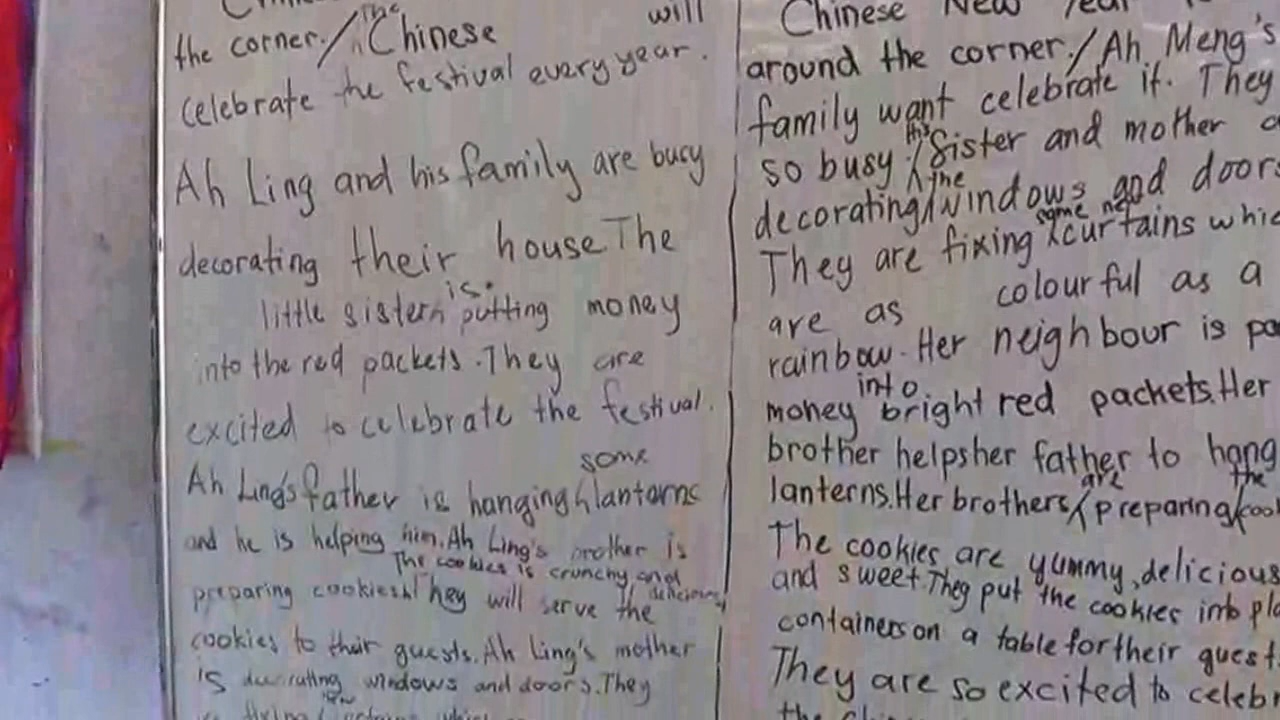 the corner./ The Chinese will
celebrate the festival every year.
Ah Ling and his family are busy
decorating their house The
little sister is putting money
into the red packets. They are
excited to celebrate the festival.
Ah Ling's father is hanging some lantorns
and he is helping him. Ah Ling's brother is
The cookies is crunchy and delicious
preparing cookies. They will serve the
cookies to their guests. Ah Ling's mother
is decorating windows and doors. They
Chinese New Year
around the corner./ Ah Meng's
family want celebrate it. They
so busy. his Sister and mother
decorating the windows and doors
They are fixing some new curtains whic
are as colourful as a
rainbow. Her neighbour is
money into bright red packets. Her
brother helps her father to hang
lanterns. Her brothers are preparing the
The cookies are yummy, delicious
and sweet. They put the cookies into
containers on a table for their guest
They are so excited to celebr